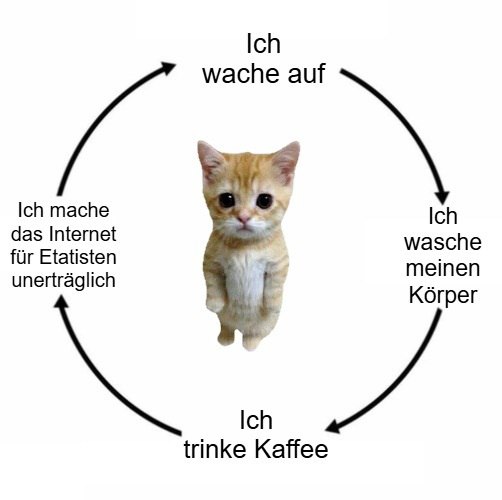 Ich
wache auf
Ich
wasche
meinen
Körper
Ich
trinke Kaffee
Ich mache
das Internet
für Etatisten
unerträglich